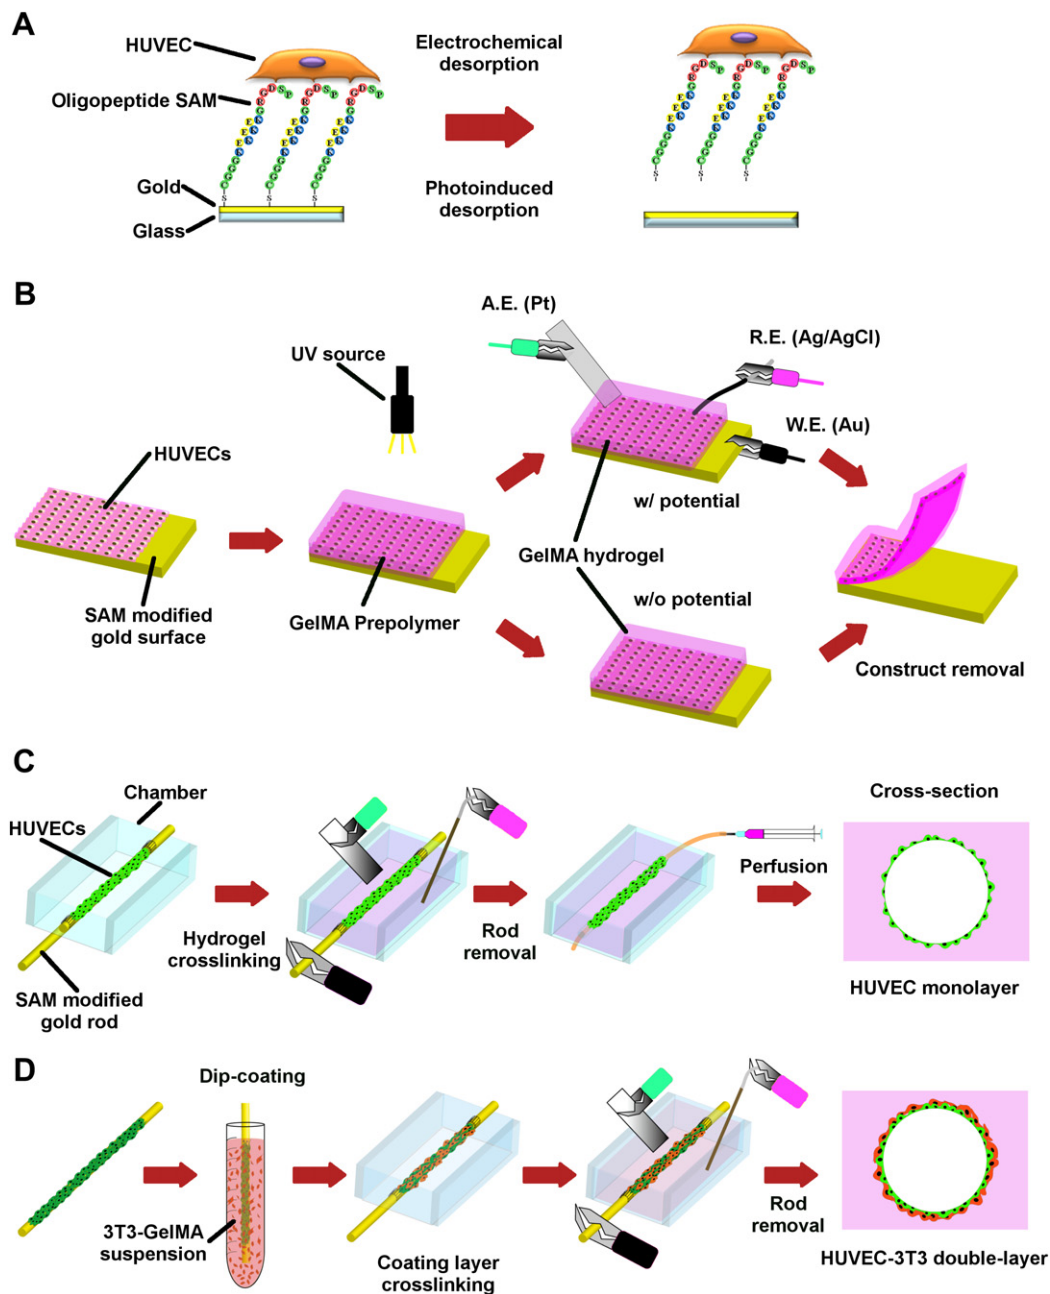 A
HUVEC
Oligopeptide SAM
Gold
Glass
Electrochemical
desorption
Photoinduced
desorption
B
UV source
HUVECs
SAM modified
gold surface
GelMA Prepolymer
A.E. (Pt)
R.E. (Ag/AgCl)
W.E. (Au)
w/ potential
GelMA hydrogel
w/o potential
Construct removal
C
Chamber
HUVECs
SAM modified
gold rod
Hydrogel
crosslinking
Rod
removal
Perfusion
Cross-section
HUVEC monolayer
D
Dip-coating
3T3-GelMA
suspension
Coating layer
crosslinking
Rod
removal
HUVEC-3T3 double-layer